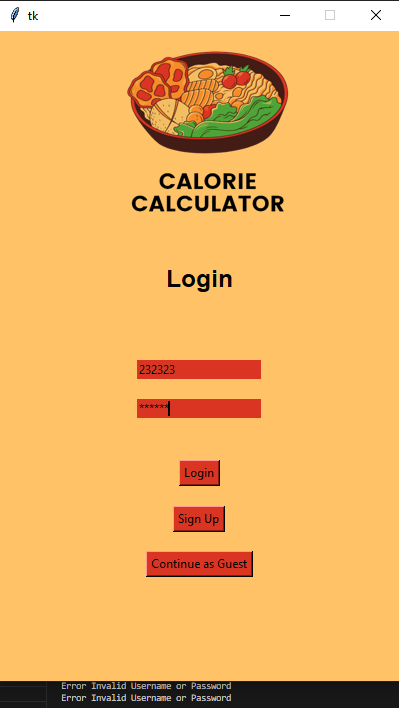 tk
CALORIE
CALCULATOR
Login
232323
******
Login
Sign Up
Continue as Guest
Error Invalid Username or Password
Error Invalid Username or Password